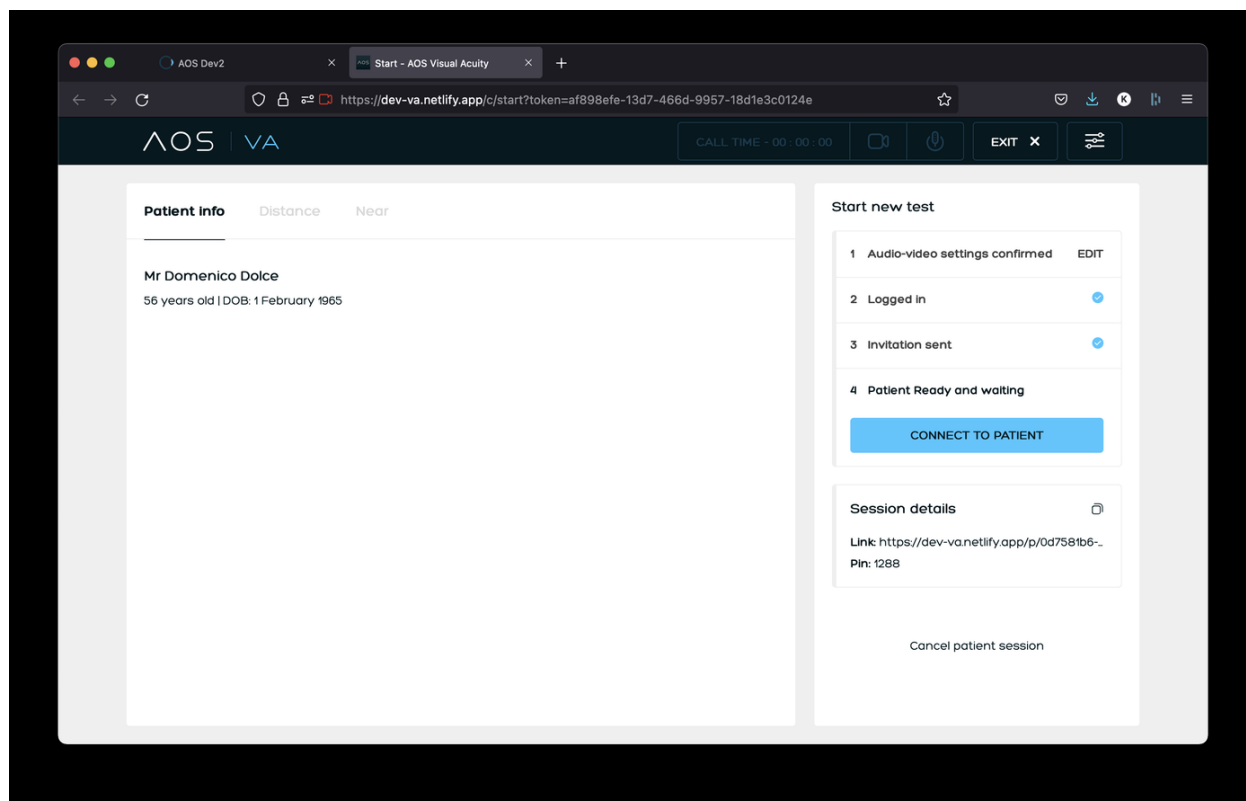 AOS Dev2
Start - AOS Visual Acuity
https://dev-va.netlify.app/c/start?token=af898efe-13d7-466d-9957-18d1e3c0124e
K
AOS | VA
CALL TIME - 00 : 00 : 00
EXIT
Patient info
Distance
Near
Mr Domenico Dolce
56 years old | DOB: 1 February 1965
Start new test
1 Audio-video settings confirmed EDIT
2 Logged in
3 Invitation sent
4 Patient Ready and waiting
CONNECT TO PATIENT
Session details
Link: https://dev-va.netlify.app/p/0d7581b6-...
Pin: 1288
Cancel patient session